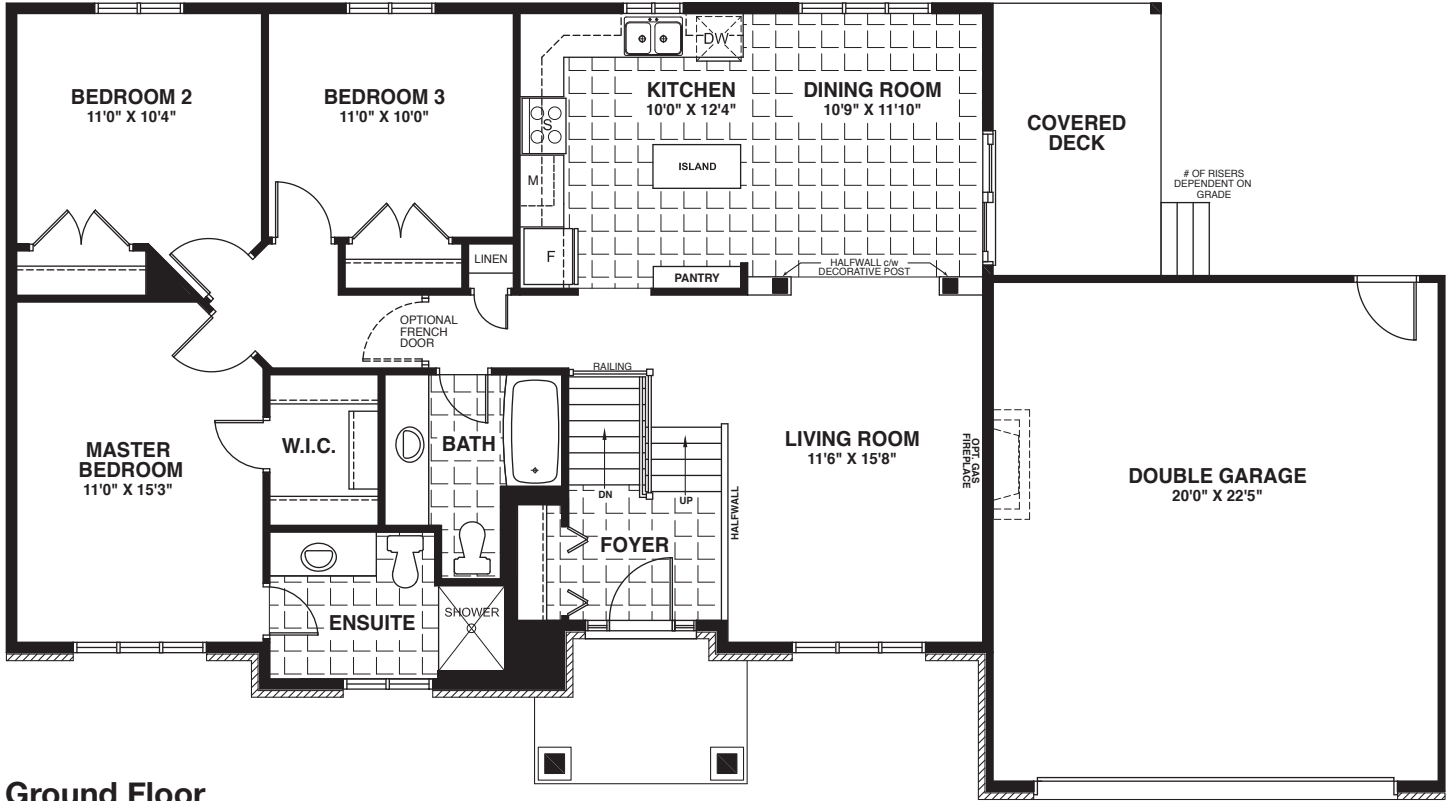 BEDROOM 2
11'0" X 10'4"
BEDROOM 3
11'0" X 10'0"
DW
S
M
F
KITCHEN
10'0" X 12'4"
DINING ROOM
10'9" X 11'10"
ISLAND
PANTRY
COVERED
DECK
# OF RISERS
DEPENDENT ON
GRADE
LINEN
HALFWALL c/w
DECORATIVE POST
OPTIONAL
FRENCH
DOOR
RAILING
MASTER
BEDROOM
11'0" X 15'3"
W.I.C.
BATH
DN
UP
HALFWALL
LIVING ROOM
11'6" X 15'8"
OPT. GAS
FIREPLACE
DOUBLE GARAGE
20'0" X 22'5"
FOYER
ENSUITE
SHOWER
Ground Floor